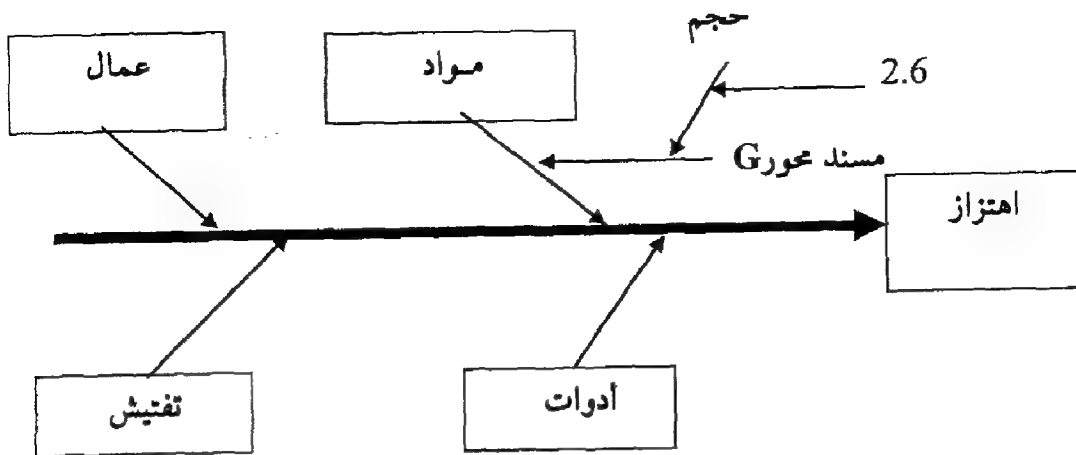 حجم
عمال
مواد
2.6
مسند محور G
اهتزاز
تفتيش
أدوات